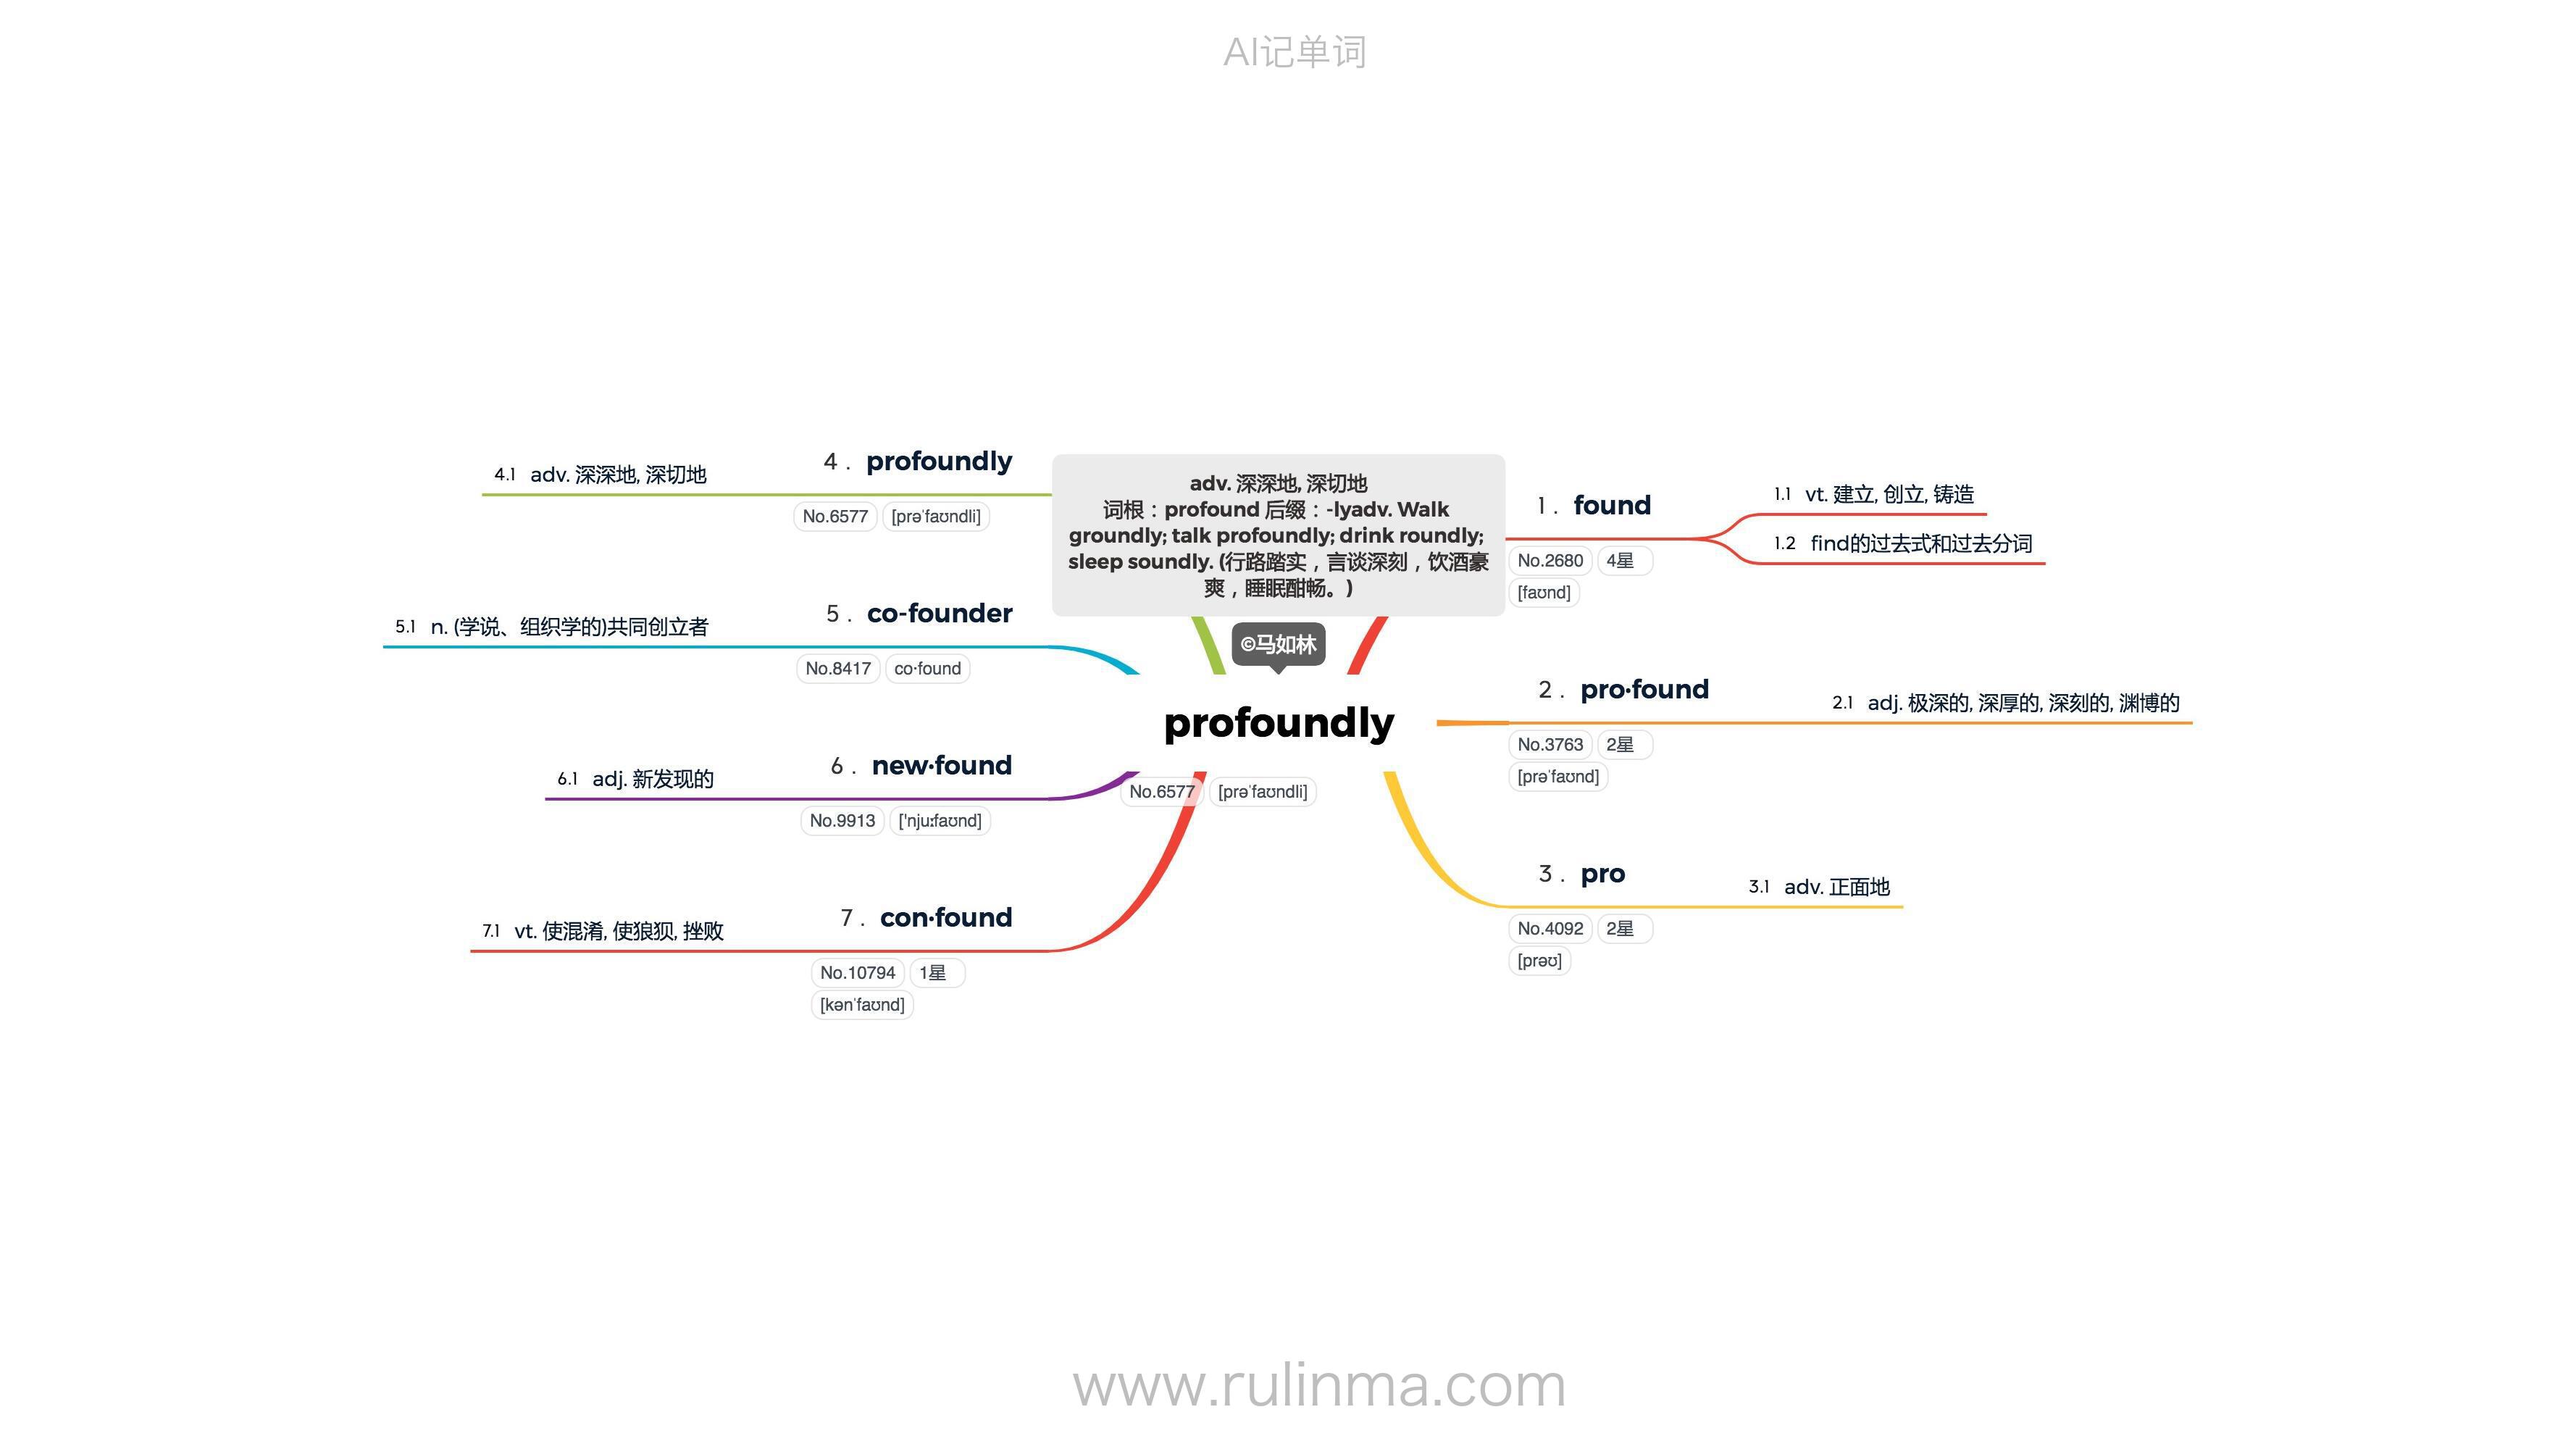 AI记单词
adv. 深深地, 深切地
词根：profound 后缀：-lyadv. Walk
groundly; talk profoundly; drink roundly;
sleep soundly. (行路踏实，言谈深刻，饮酒豪
爽，睡眠酣畅。)
©马如林
profoundly
No.6577 [prəˈfaʊndli]
1 . found
No.2680 4星
[faʊnd]
1.1 vt. 建立, 创立, 铸造
1.2 find的过去式和过去分词
2 . pro·found
No.3763 2星
[prəˈfaʊnd]
2.1 adj. 极深的, 深厚的, 深刻的, 渊博的
3 . pro
No.4092 2星
[prəʊ]
3.1 adv. 正面地
4 . profoundly
No.6577 [prəˈfaʊndli]
4.1 adv. 深深地, 深切地
5 . co-founder
No.8417 co·found
5.1 n. (学说、组织学的)共同创立者
6 . new·found
No.9913 ['nju:faʊnd]
6.1 adj. 新发现的
7 . con·found
No.10794 1星
[kənˈfaʊnd]
7.1 vt. 使混淆, 使狼狈, 挫败
www.rulinma.com